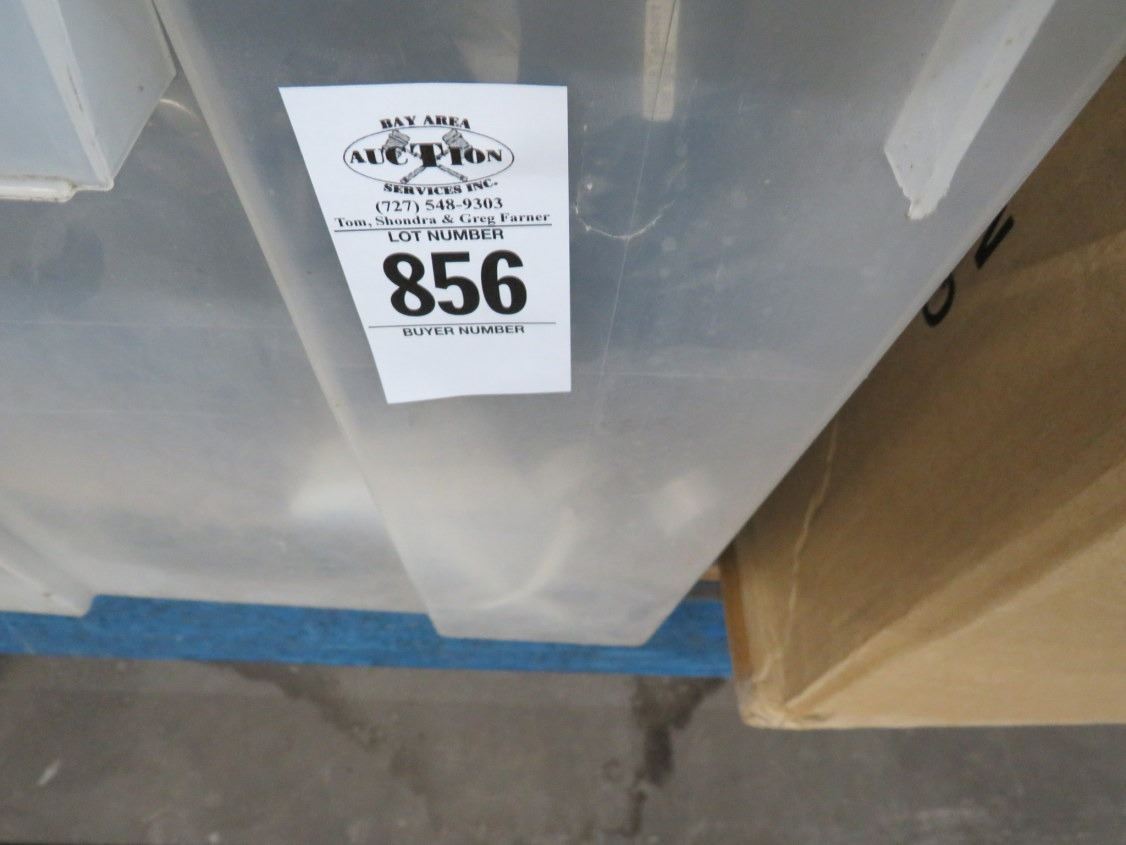 BAY AREA
AUCTION
SERVICES INC.
(727) 548-9303
Tom, Shondra & Greg Farner
LOT NUMBER
856
BUYER NUMBER